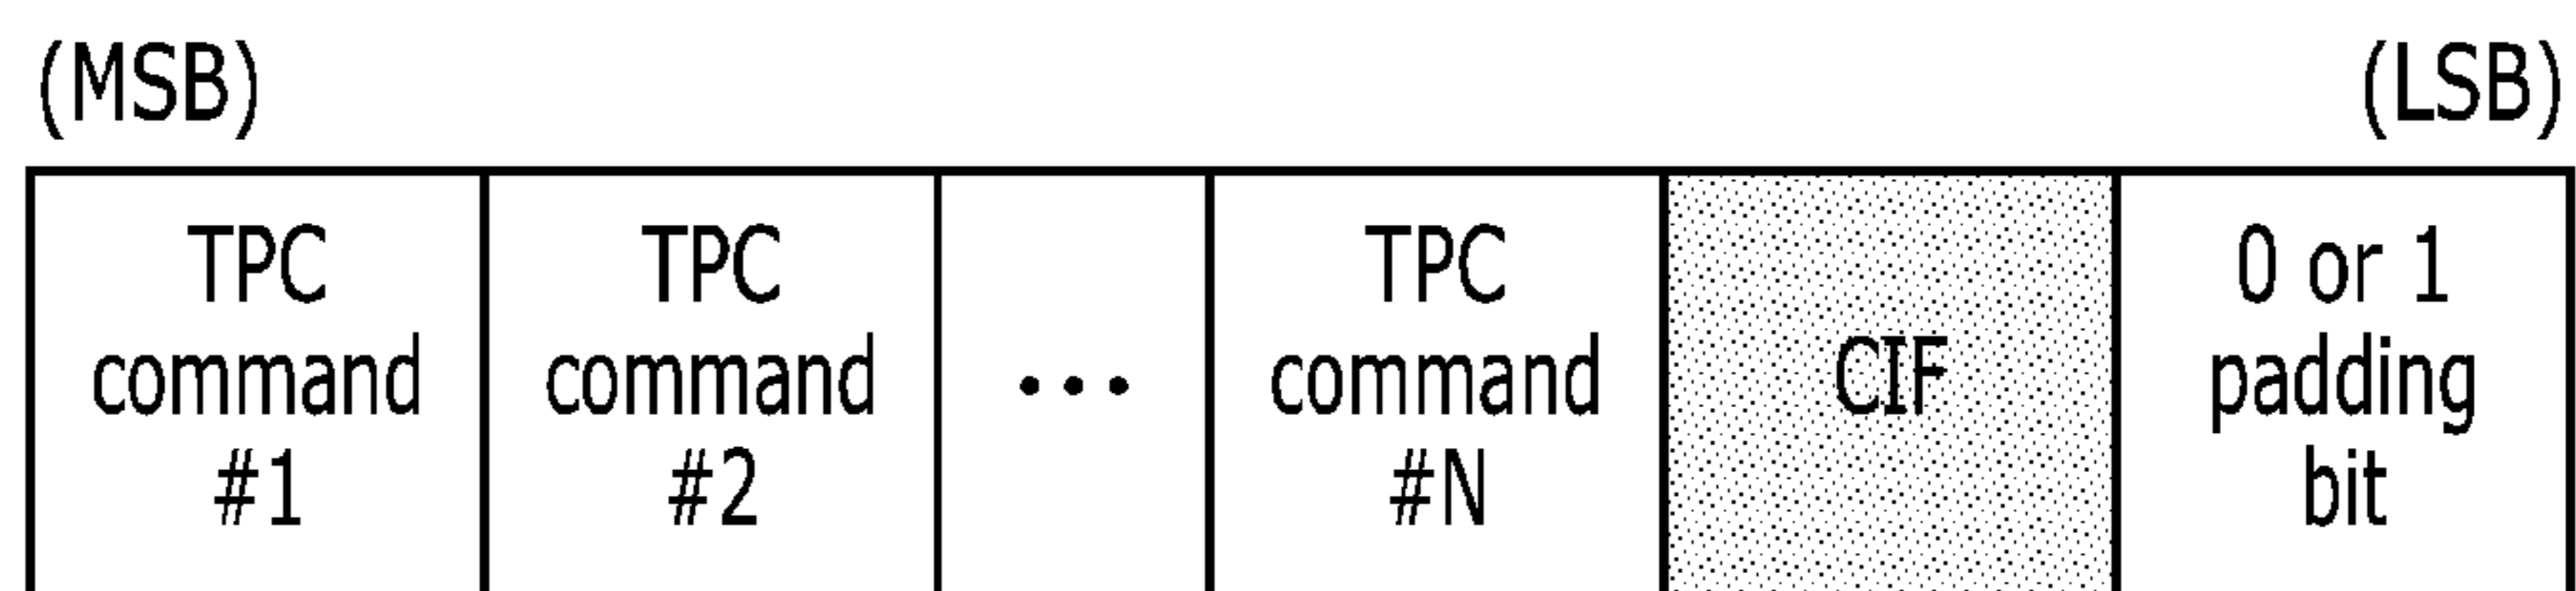 (MSB) (LSB)
TPC
command
#1
TPC
command
#2
...
TPC
command
#N
CIF
0 or 1
padding
bit